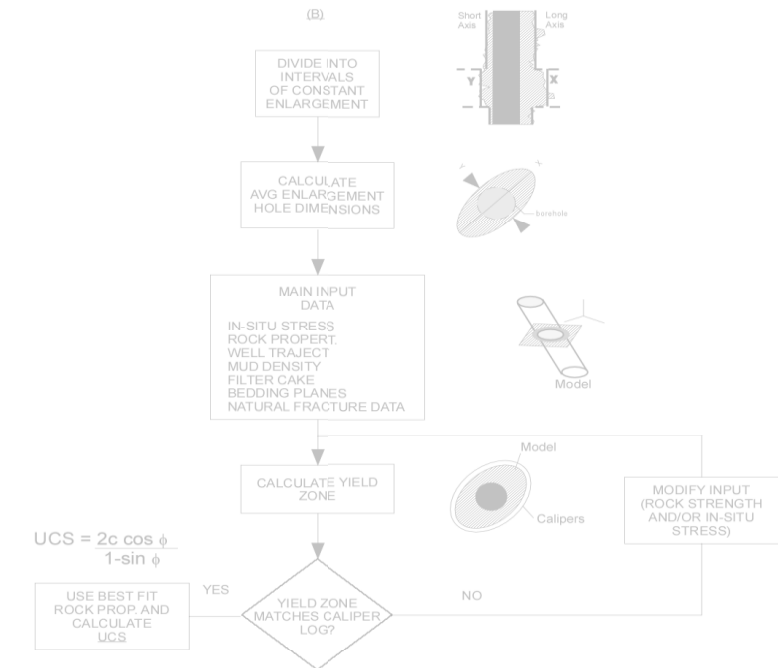 (B)
Short
Axis
Long
Axis
Y
X
DIVIDE INTO
INTERVALS
OF CONSTANT
ENLARGEMENT
CALCULATE
AVG ENLARGEMENT
HOLE DIMENSIONS
Y
X
borehole
MAIN INPUT
DATA
IN-SITU STRESS
ROCK PROPERT.
WELL TRAJECT
MUD DENSITY
FILTER CAKE
BEDDING PLANES
NATURAL FRACTURE DATA
Model
CALCULATE YIELD
ZONE
Model
Calipers
MODIFY INPUT
(ROCK STRENGTH
AND/OR IN-SITU
STRESS)
UCS = 2c cos ϕ
1-sin ϕ
YES
NO
YIELD ZONE
MATCHES CALIPER
LOG?
USE BEST FIT
ROCK PROP. AND
CALCULATE
UCS